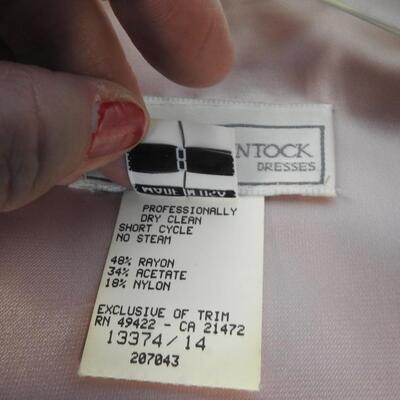 NTOCK
DRESSES
PROFESSIONALLY
DRY CLEAN
SHORT CYCLE
NO STEAM
48% RAYON
34% ACETATE
18% NYLON
EXCLUSIVE OF TRIM
RN 49422 - CA 21472
13374/14
207043